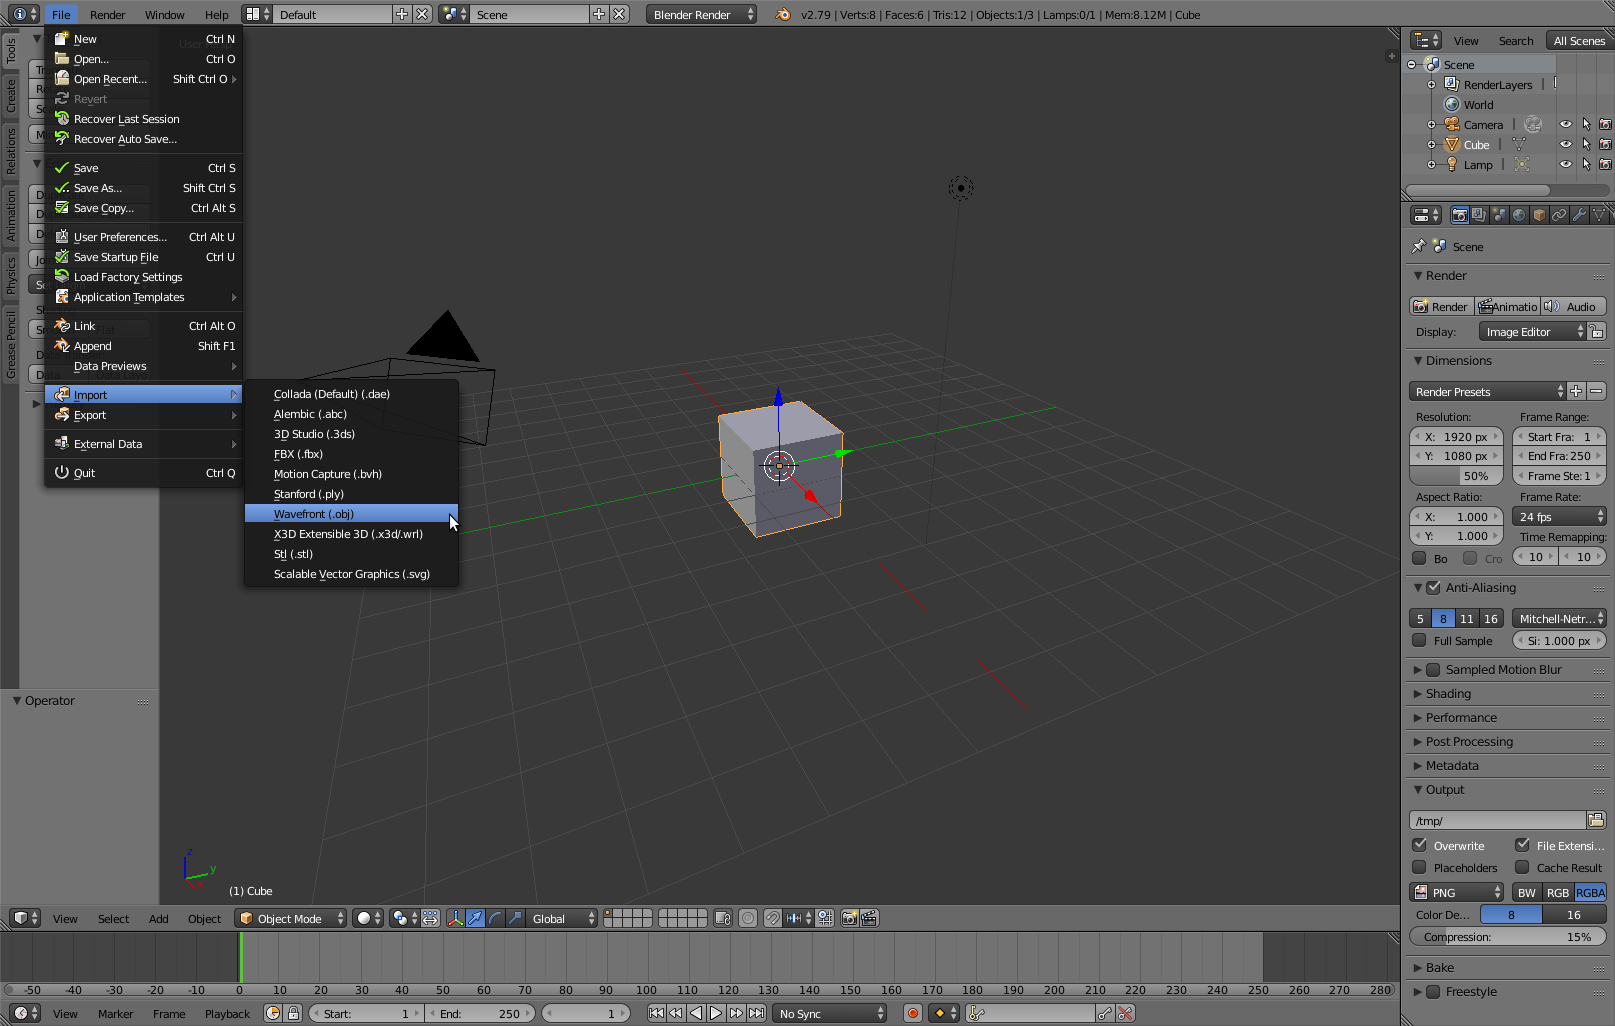 File Render Window Help Default Scene Blender Render v2.79 | Verts:8 | Faces:6 | Tris:12 | Objects:1/3 | Lamps:0/1 | Mem:8.12M | Cube
New Ctrl N
Open... Ctrl O
Open Recent... Shift Ctrl O
Revert
Recover Last Session
Recover Auto Save...
Save Ctrl S
Save As... Shift Ctrl S
Save Copy... Ctrl Alt S
User Preferences... Ctrl Alt U
Save Startup File Ctrl U
Load Factory Settings
Application Templates
Link Ctrl Alt O
Append Shift F1
Data Previews
Import
Export
External Data
Quit Ctrl Q
Collada (Default) (.dae)
Alembic (.abc)
3D Studio (.3ds)
FBX (.fbx)
Motion Capture (.bvh)
Stanford (.ply)
Wavefront (.obj)
X3D Extensible 3D (.x3d/.wrl)
Stl (.stl)
Scalable Vector Graphics (.svg)
Tools
Create
Relations
Animation
Physics
Grease Pencil
Operator
z
y
x
(1) Cube
View Select Add Object Object Mode Global
-50 -40 -30 -20 -10 0 10 20 30 40 50 60 70 80 90 100 110 120 130 140 150 160 170 180 190 200 210 220 230 240 250 260 270 280
View Marker Frame Playback Start: 1 End: 250 1 No Sync
View Search All Scenes
Scene
RenderLayers
World
Camera
Cube
Lamp
Scene
Render
Render Animatio Audio
Display: Image Editor
Dimensions
Render Presets
Resolution: Frame Range:
X: 1920 px Start Fra: 1
Y: 1080 px End Fra: 250
50% Frame Ste: 1
Aspect Ratio: Frame Rate:
X: 1.000 24 fps
Y: 1.000 Time Remapping:
Bo Cro 10 10
Anti-Aliasing
5 8 11 16 Mitchell-Netr...
Full Sample Si: 1.000 px
Sampled Motion Blur
Shading
Performance
Post Processing
Metadata
Output
/tmp/
Overwrite File Extensi...
Placeholders Cache Result
PNG BW RGB RGBA
Color De... 8 16
Compression: 15%
Bake
Freestyle